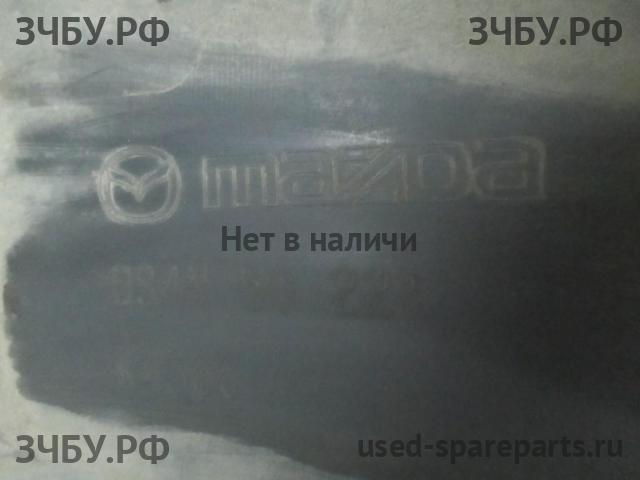 ЗЧБУ.РФ ЗЧБУ.РФ
mazda
Нет в наличи
ЗЧБУ.РФ used-spareparts.ru